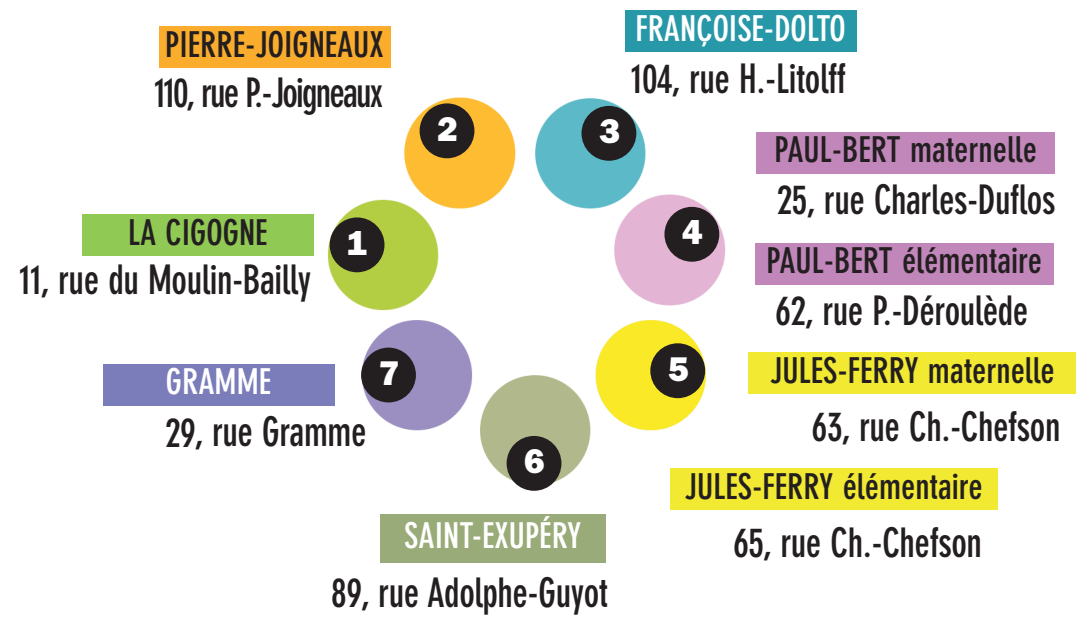 PIERRE-JOIGNEAUX
110, rue P.-Joigneaux
2
FRANÇOISE-DOLTO
104, rue H.-Litolff
3
PAUL-BERT maternelle
25, rue Charles-Duflos
4
PAUL-BERT élémentaire
62, rue P.-Déroulède
LA CIGOGNE
11, rue du Moulin-Bailly
1
JULES-FERRY maternelle
63, rue Ch.-Chefson
5
JULES-FERRY élémentaire
65, rue Ch.-Chefson
GRAMME
29, rue Gramme
7
6
SAINT-EXUPÉRY
89, rue Adolphe-Guyot